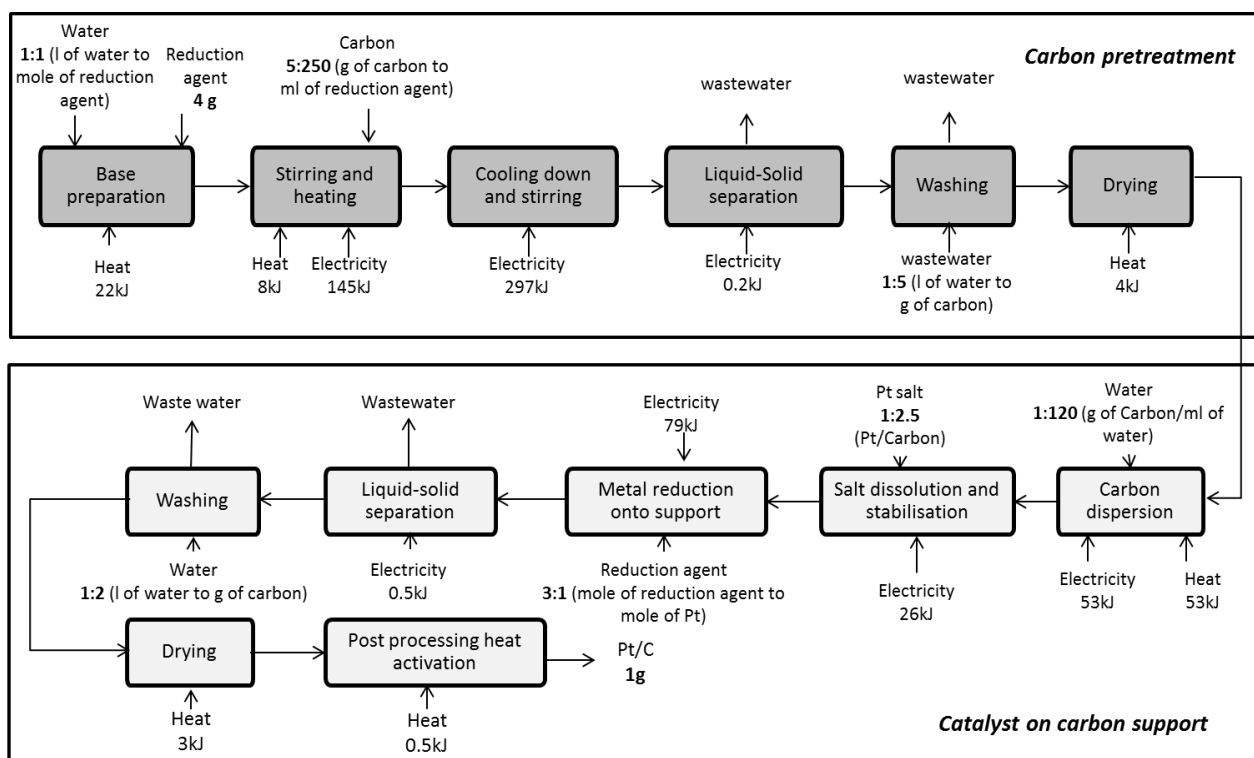 Water
1:1 (l of water to
mole of reduction
agent)
Reduction
agent
4 g
Carbon
5:250 (g of carbon to
ml of reduction agent)
wastewater
wastewater
Carbon pretreatment
Base
preparation
Stirring and
heating
Cooling down
and stirring
Liquid-Solid
separation
Washing
Drying
Heat
22kJ
Heat
8kJ
Electricity
145kJ
Electricity
297kJ
Electricity
0.2kJ
wastewater
1:5 (l of water to
g of carbon)
Heat
4kJ
Waste water
Wastewater
Electricity
79kJ
Pt salt
1:2.5
(Pt/Carbon)
Water
1:120 (g of Carbon/ml of
water)
Washing
Liquid-solid
separation
Metal reduction
onto support
Salt dissolution and
stabilisation
Carbon
dispersion
Water
1:2 (l of water to g of carbon)
Electricity
0.5kJ
Reduction agent
3:1 (mole of reduction agent to
mole of Pt)
Electricity
26kJ
Electricity
53kJ
Heat
53kJ
Drying
Post processing heat
activation
Pt/C
1g
Heat
3kJ
Heat
0.5kJ
Catalyst on carbon support